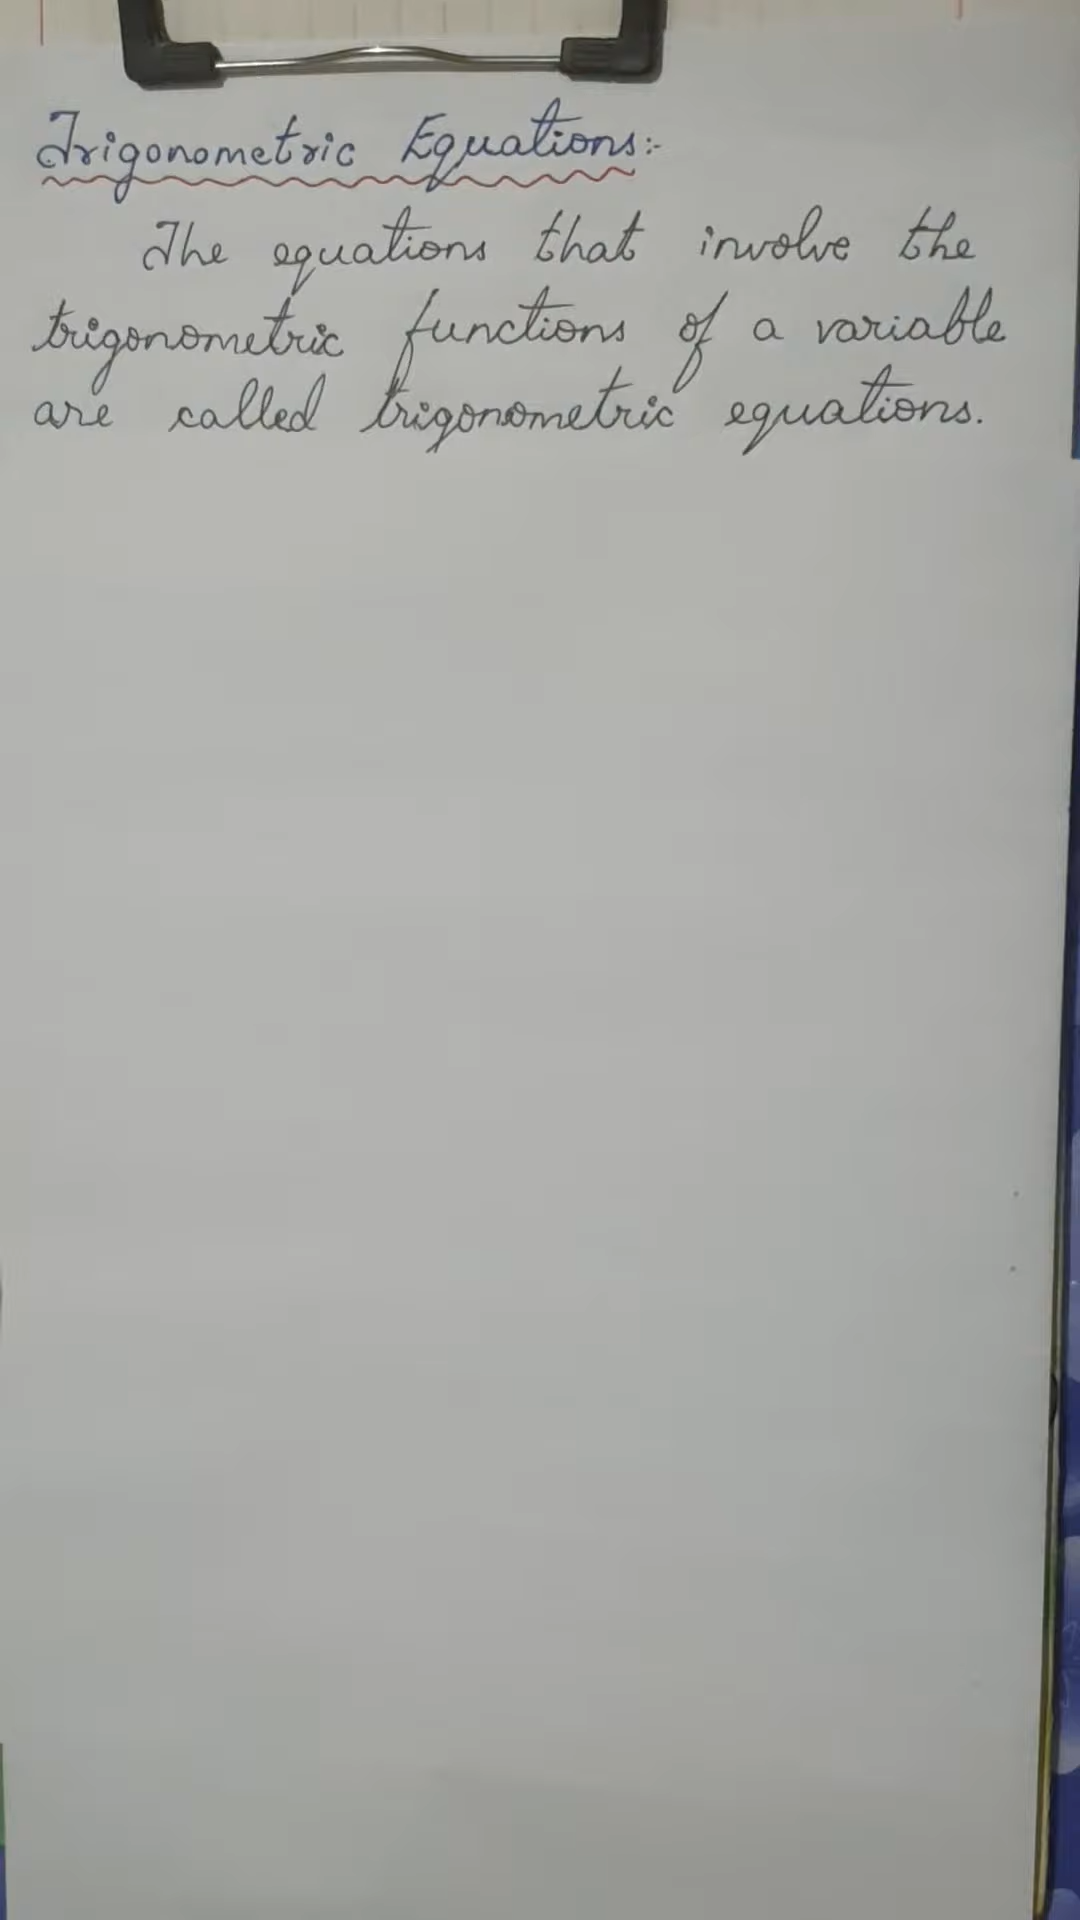 Trigonometric Equations:-
The equations that involve the
trigonometric functions of a variable
are called trigonometric equations.